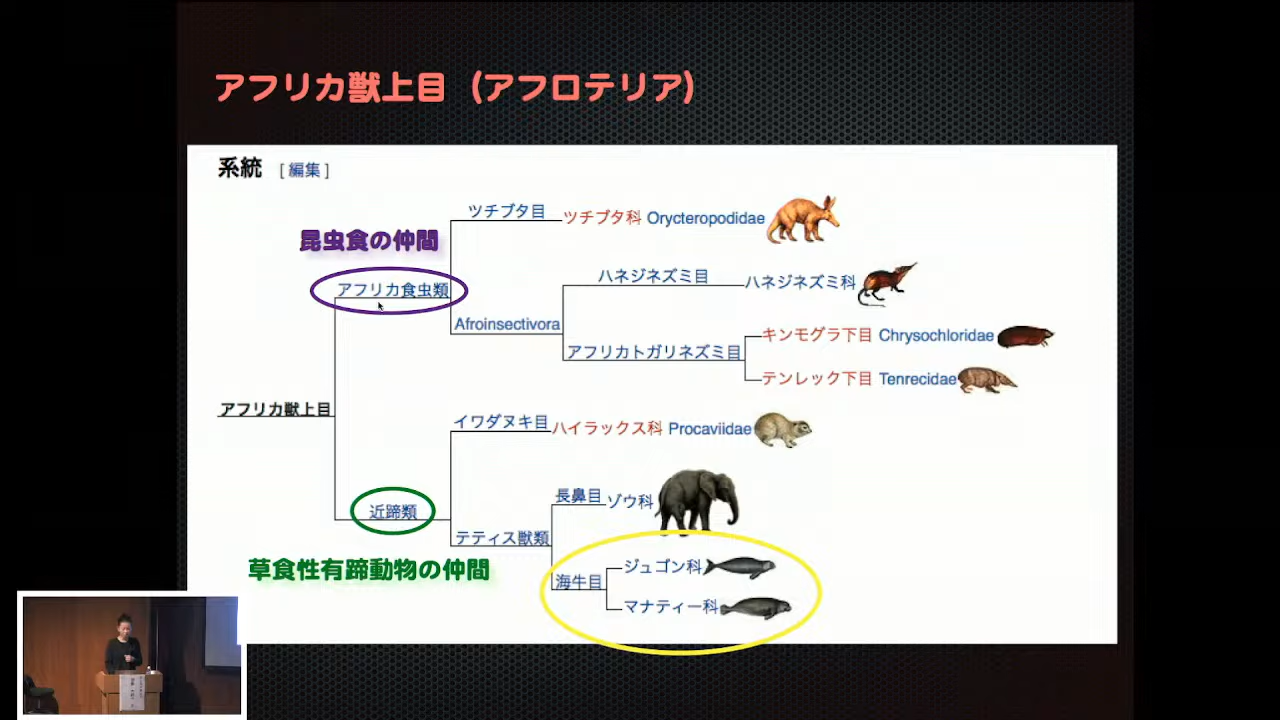 アフリカ獣上目（アフロテリア）
系統 [編集]
ツチブタ目
ツチブタ科 Orycteropodidae
昆虫食の仲間
アフリカ食虫類
ハネジネズミ目
ハネジネズミ科
Afroinsectivora
アフリカトガリネズミ目
キンモグラ下目 Chrysochloridae
テンレック下目 Tenrecidae
アフリカ獣上目
イワダヌキ目
ハイラックス科 Procaviidae
近蹄類
長鼻目
ゾウ科
テティス獣類
草食性有蹄動物の仲間
海牛目
ジュゴン科
マナティー科